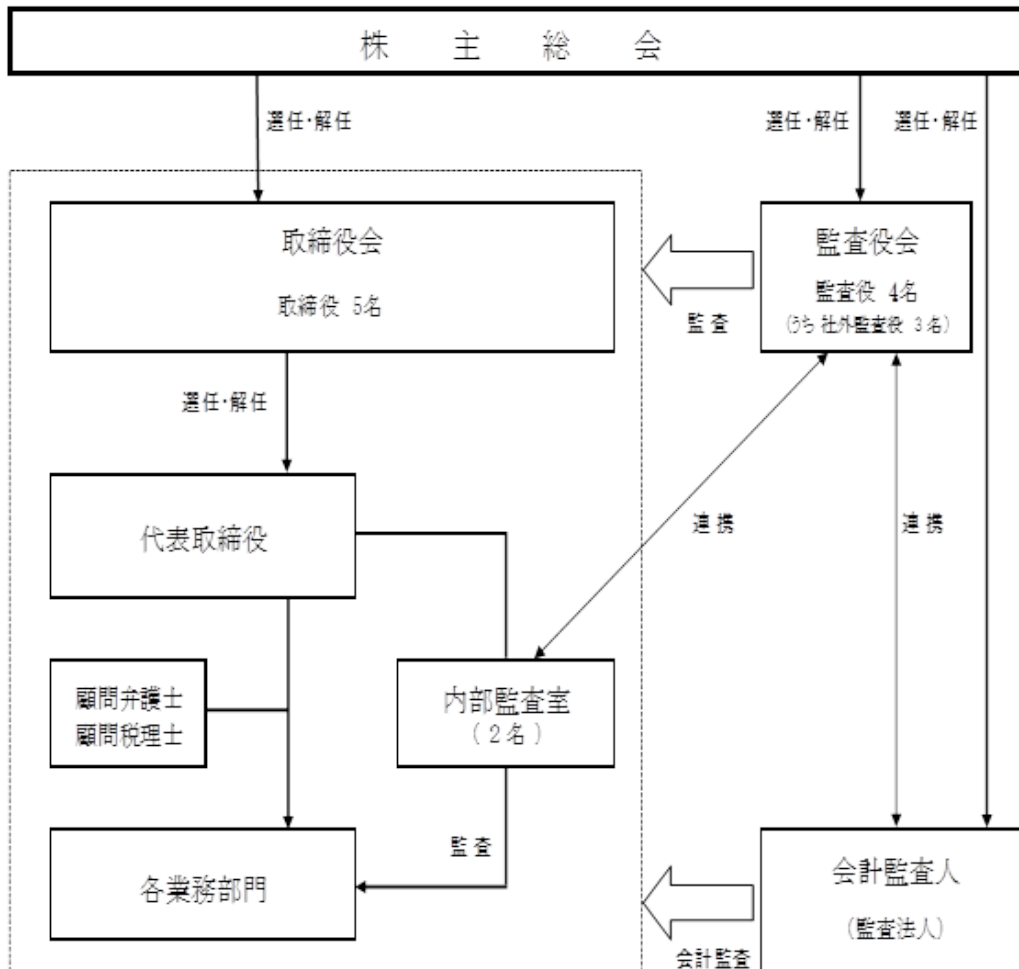 株 主 総 会
選任・解任
選任・解任
選任・解任
取締役会
取締役 5名
監査役会
監査役 4名
(うち 社外監査役 3名)
監査
選任・解任
代表取締役
連携
連携
顧問弁護士
顧問税理士
内部監査室
(2名)
監査
各業務部門
会計監査人
(監査法人)
会計監査